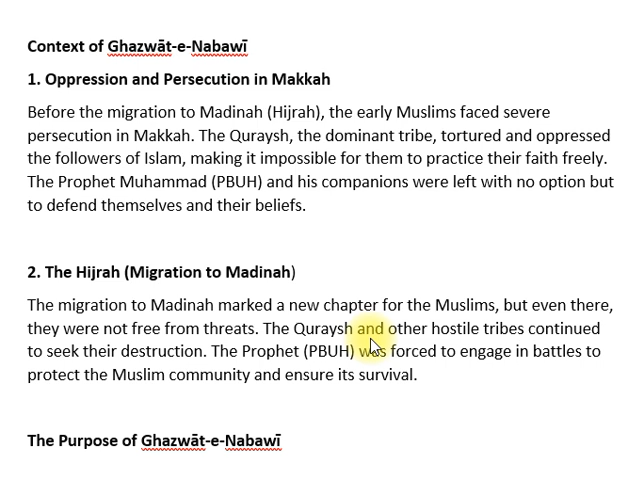 Context of Ghazwāt-e-Nabawī
1. Oppression and Persecution in Makkah
Before the migration to Madinah (Hijrah), the early Muslims faced severe
persecution in Makkah. The Quraysh, the dominant tribe, tortured and oppressed
the followers of Islam, making it impossible for them to practice their faith freely.
The Prophet Muhammad (PBUH) and his companions were left with no option but
to defend themselves and their beliefs.
2. The Hijrah (Migration to Madinah)
The migration to Madinah marked a new chapter for the Muslims, but even there,
they were not free from threats. The Quraysh and other hostile tribes continued
to seek their destruction. The Prophet (PBUH) was forced to engage in battles to
protect the Muslim community and ensure its survival.
The Purpose of Ghazwāt-e-Nabawī